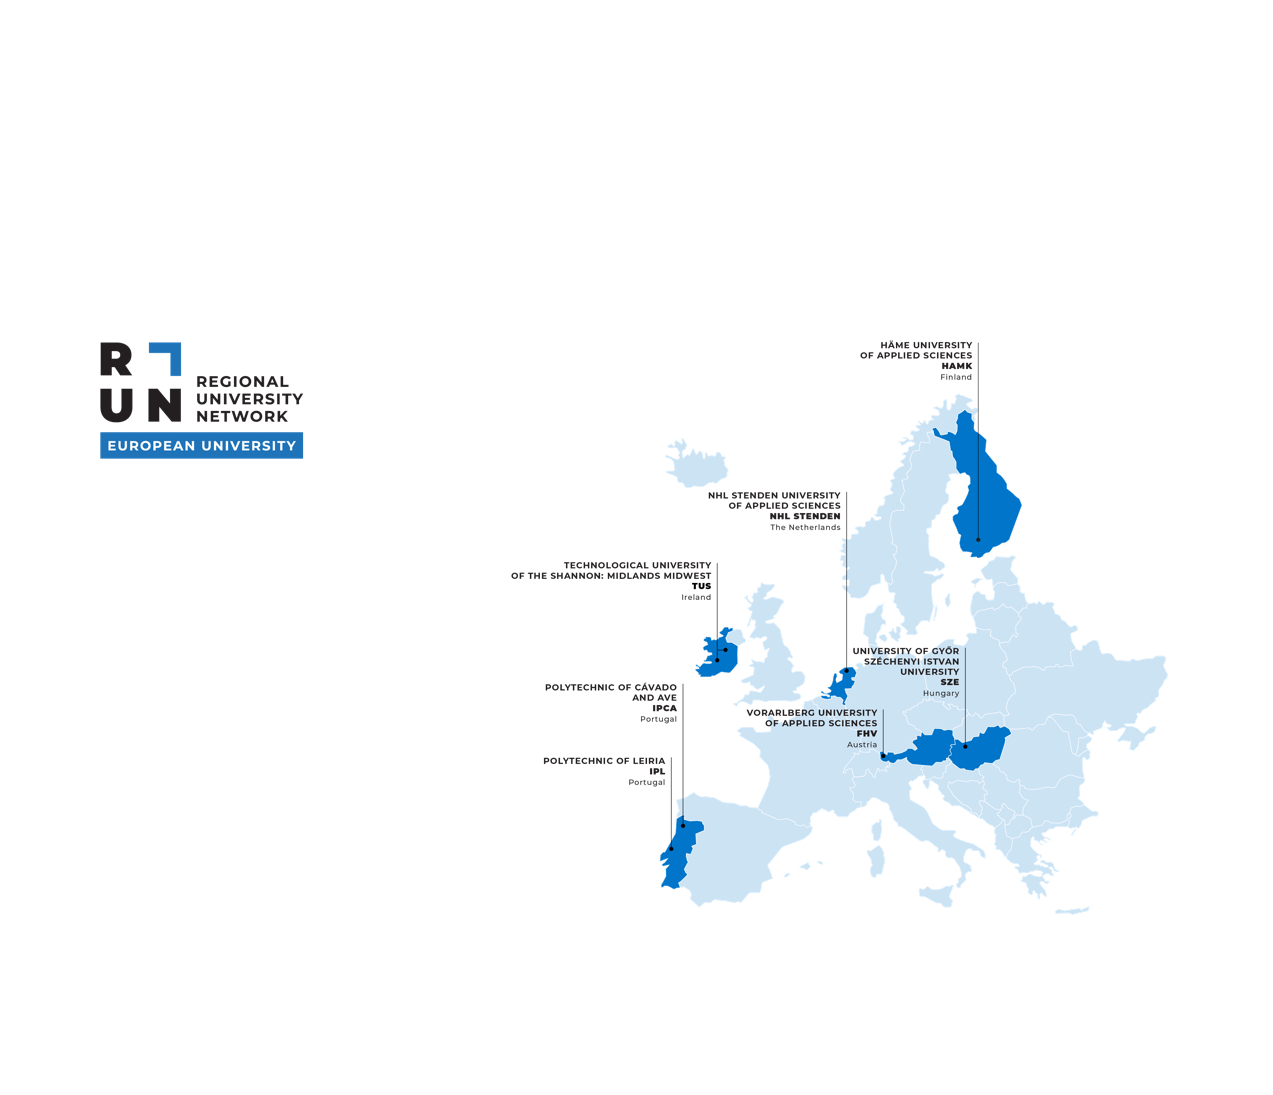 R
UN
REGIONAL
UNIVERSITY
NETWORK
EUROPEAN UNIVERSITY
HÄME UNIVERSITY
OF APPLIED SCIENCES
HAMK
Finland
NHL STENDEN UNIVERSITY
OF APPLIED SCIENCES
NHL STENDEN
The Netherlands
TECHNOLOGICAL UNIVERSITY
OF THE SHANNON: MIDLANDS MIDWEST
TUS
Ireland
UNIVERSITY OF GYŐR
SZÉCHENYI ISTVAN
UNIVERSITY
SZE
Hungary
POLYTECHNIC OF CÁVADO
AND AVE
IPCA
Portugal
VORARLBERG UNIVERSITY
OF APPLIED SCIENCES
FHV
Austria
POLYTECHNIC OF LEIRIA
IPL
Portugal